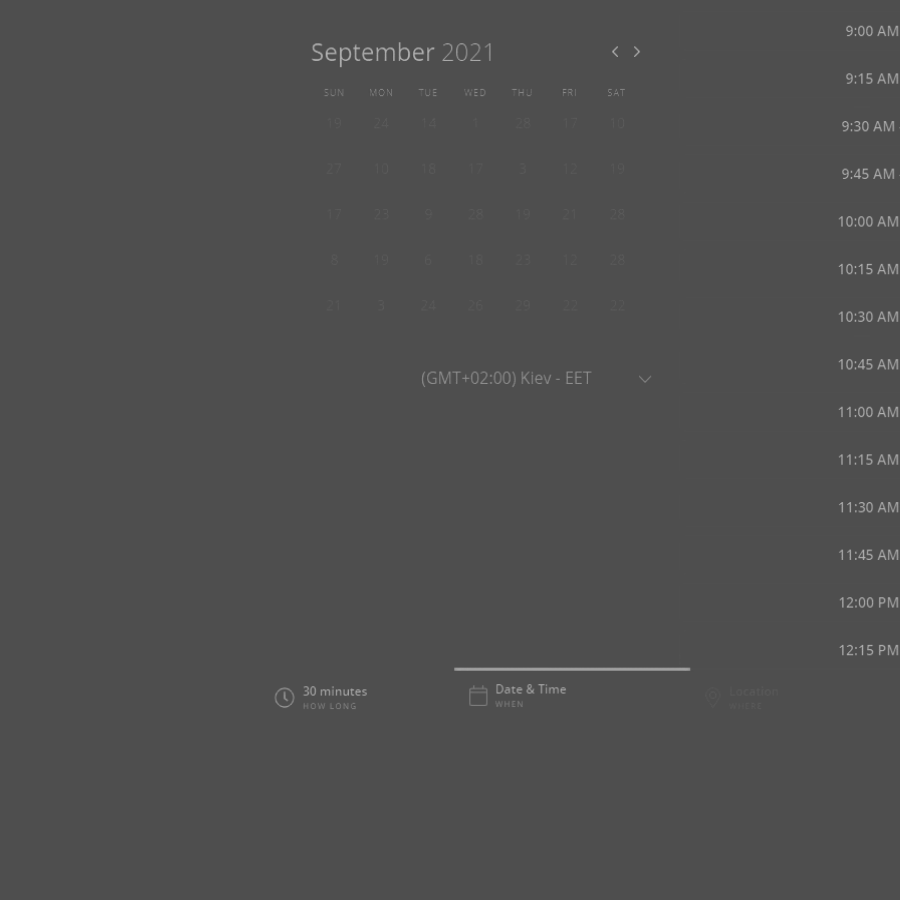 September 2021
SUN MON TUE WED THU FRI SAT
19 24 14 1 28 17 10
27 10 18 17 3 12 19
17 23 9 28 19 21 28
8 19 6 10 23 12 28
21 3 24 26 29 22 22
(GMT+02:00) Kiev - EET
9:00 AM
9:15 AM
9:30 AM
9:45 AM
10:00 AM
10:15 AM
10:30 AM
10:45 AM
11:00 AM
11:15 AM
11:30 AM
11:45 AM
12:00 PM
12:15 PM
30 minutes
HOW LONG
Date & Time
WHEN
Location
WHERE